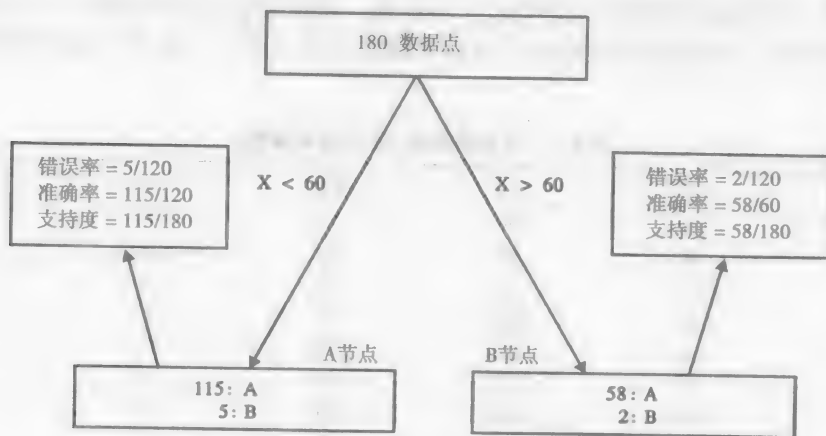 180 数据点
错误率 = 5/120
准确率 = 115/120
支持度 = 115/180
X < 60
X > 60
错误率 = 2/120
准确率 = 58/60
支持度 = 58/180
A节点
B节点
115: A
5: B
58: A
2: B